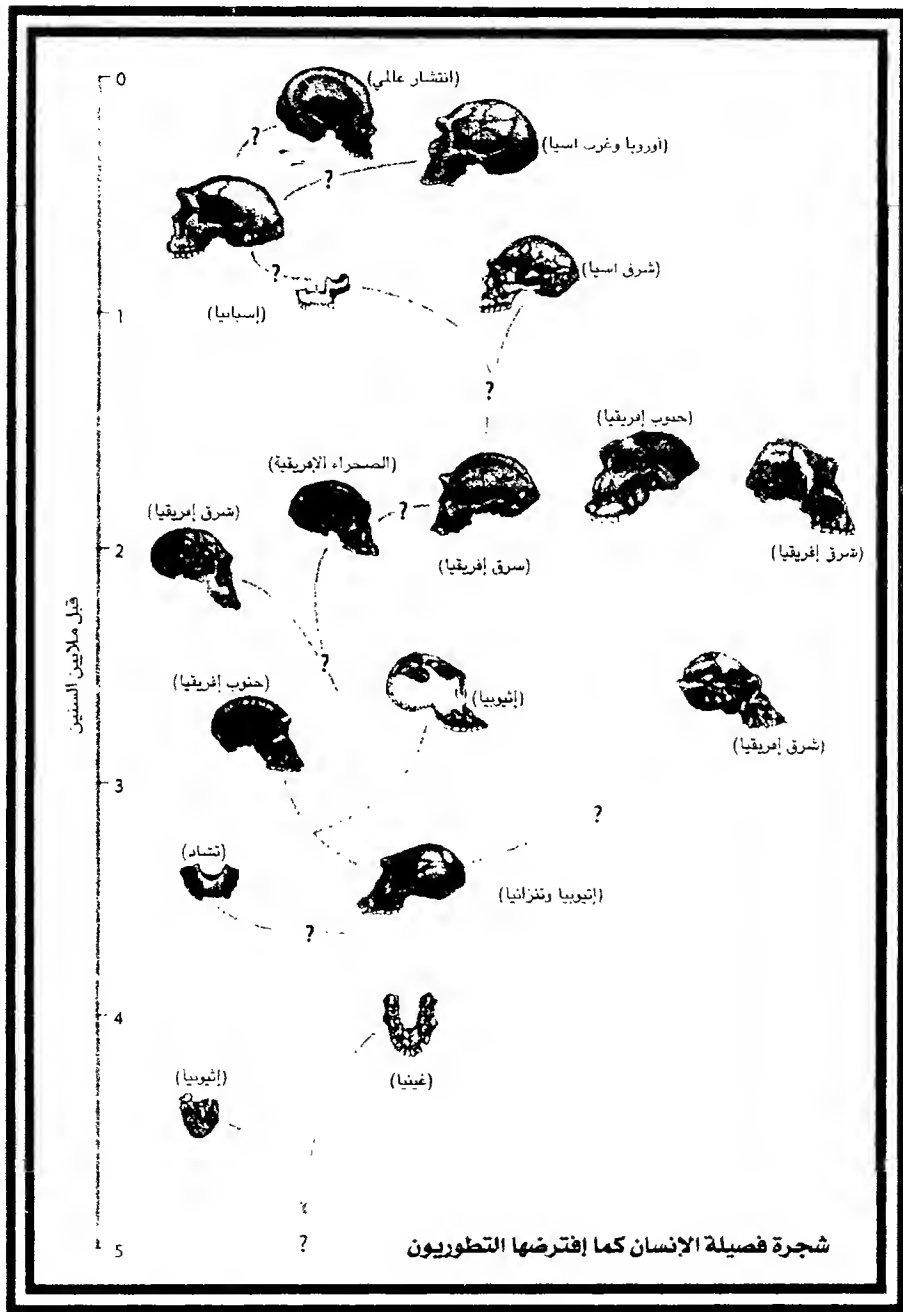 0
(انتشار عالمي)
(أوروبا وغرب اسيا)
?
?
(شرق اسيا)
?
(إسبانيا)
1
?
(جنوب إفريقيا)
(الصحراء الإفريقية)
?
(شرق إفريقيا)
2
(سرق إفريقيا)
(شرق إفريقيا)
قبل ملايين السنين
?
(جنوب إفريقيا)
(إثيوبيا)
(شرق إفريقيا)
3
?
(تشاد)
(إثيوبيا وتنزانيا)
?
4
(إثيوبيا)
(غينيا)
?
5
شجرة فصيلة الإنسان كما إفترضها التطوريون